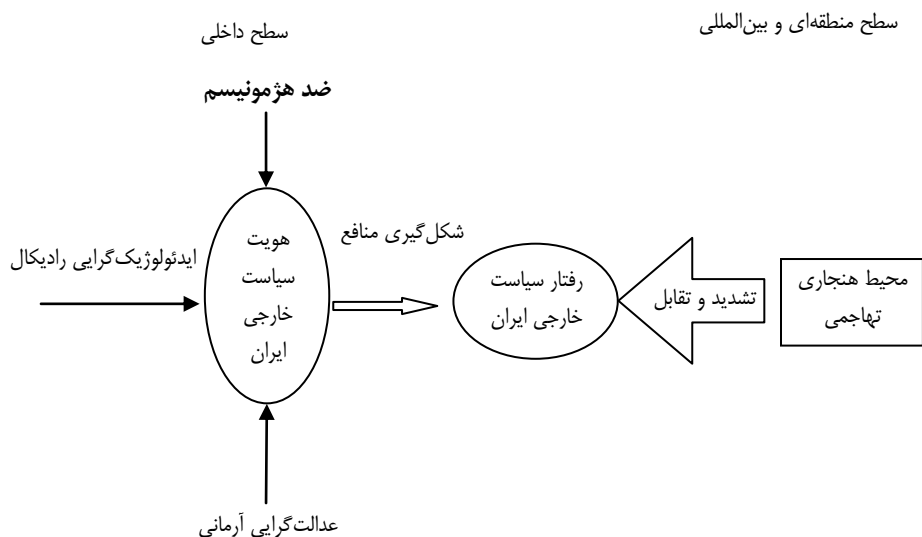 سطح منطقه‌ای و بین‌المللی
سطح داخلی
ضد هژمونیسم
محیط هنجاری
تهاجمی
تشدید و تقابل
رفتار سیاست
خارجی ایران
شکل‌گیری منافع
هویت
سیاست
خارجی
ایران
ایدئولوژیک‌گرایی رادیکال
عدالت‌گرایی آرمانی